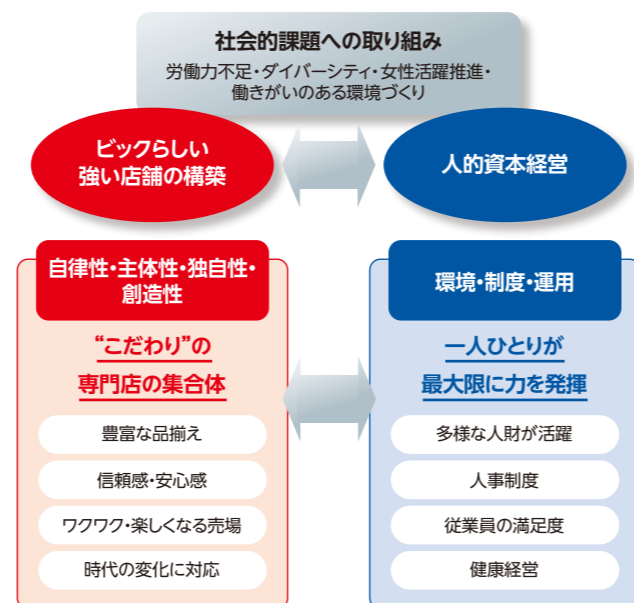 社会的課題への取り組み
労働力不足・ダイバーシティ・女性活躍推進・
働きがいのある環境づくり
ビックらしい
強い店舗の構築
人的資本経営
自律性・主体性・独自性・
創造性
“こだわり”の
専門店の集合体
豊富な品揃え
信頼感・安心感
ワクワク・楽しくなる売場
時代の変化に対応
環境・制度・運用
一人ひとりが
最大限に力を発揮
多様な人財が活躍
人事制度
従業員の満足度
健康経営